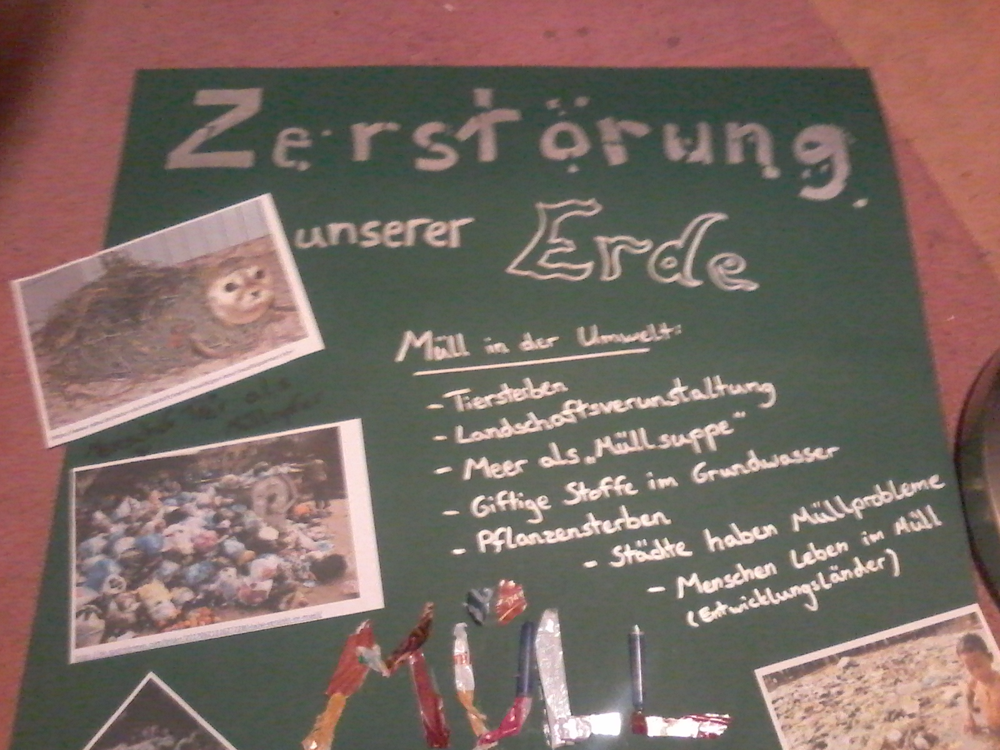 Zerstörung
unserer Erde
Müll in der Umwelt:
- Tiersterben
- Landschaftsverunstaltung
- Meer als „Müllsuppe"
- Giftige Stoffe im Grundwasser
- Pflanzensterben
- Städte haben Müllprobleme
- Menschen leben im Müll
(Entwicklungsländer)
MÜLL